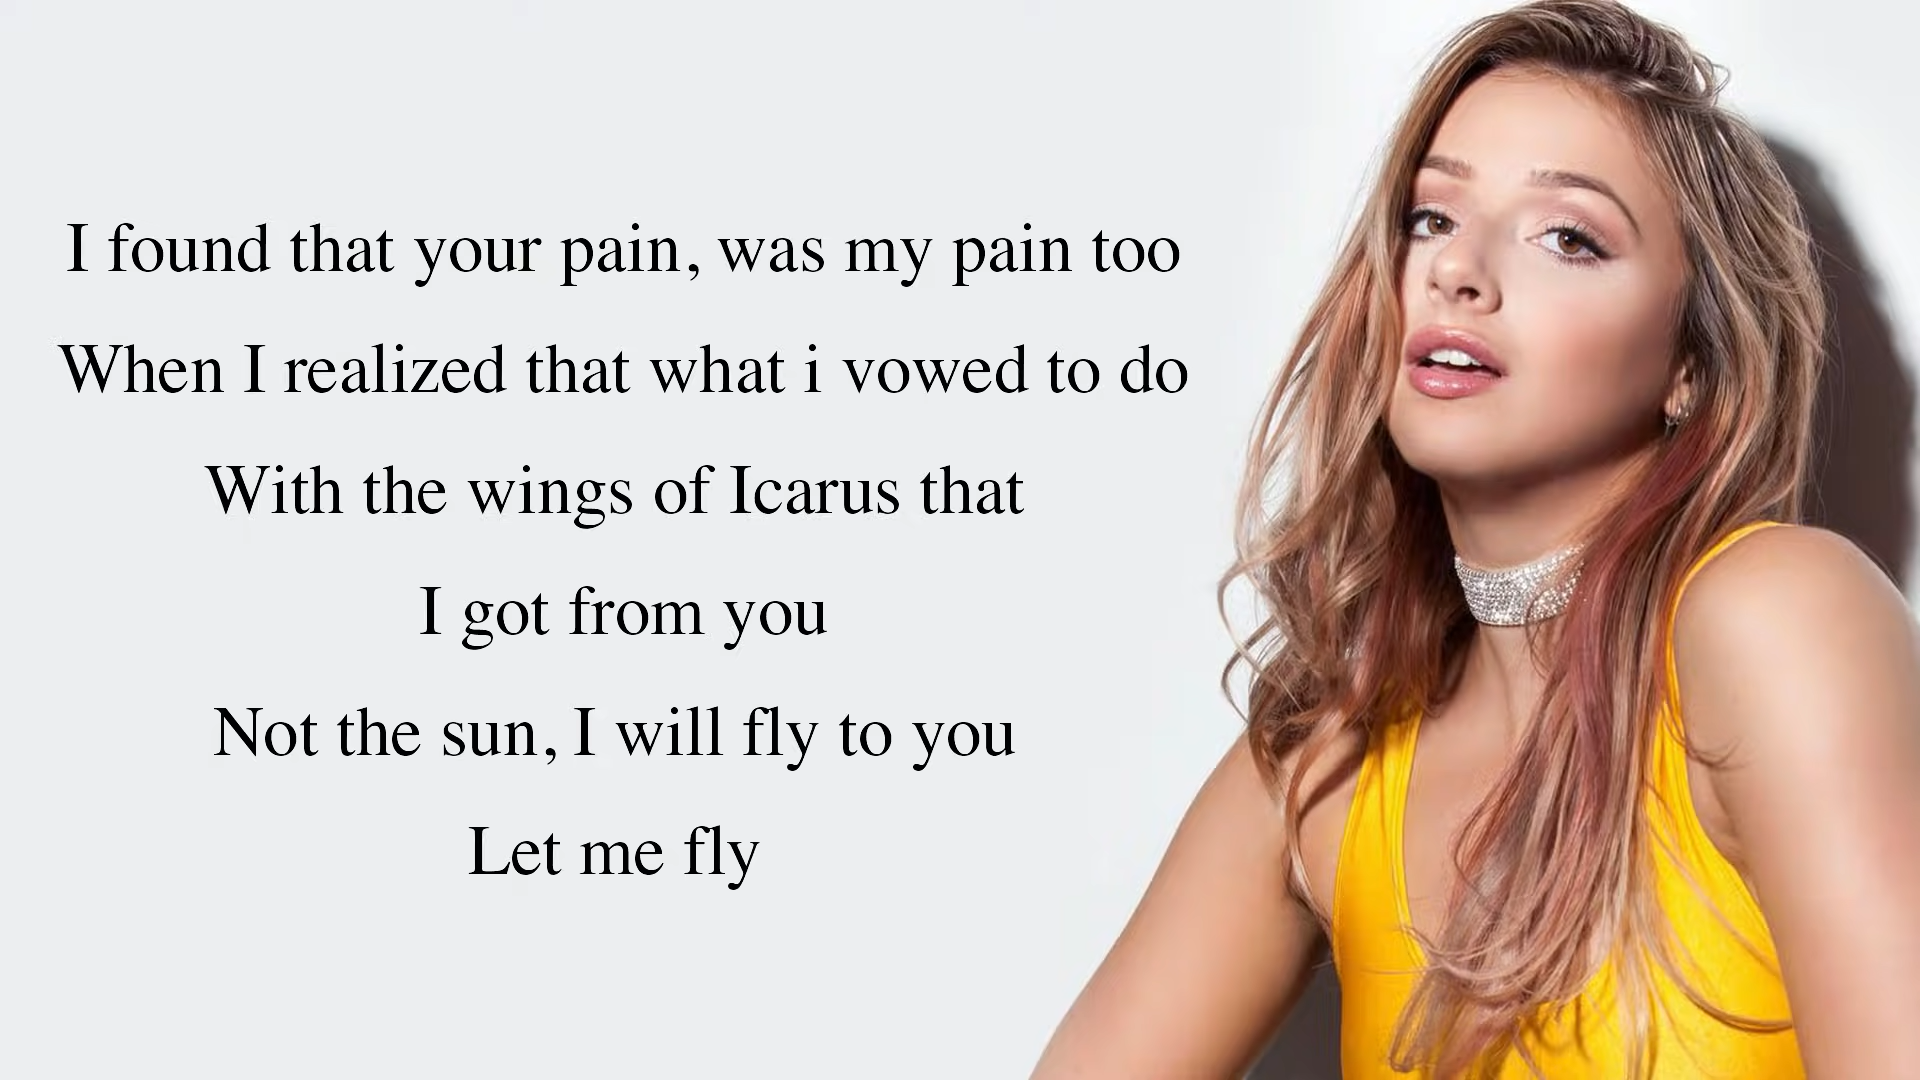 I found that your pain, was my pain too
When I realized that what i vowed to do
With the wings of Icarus that
I got from you
Not the sun, I will fly to you
Let me fly